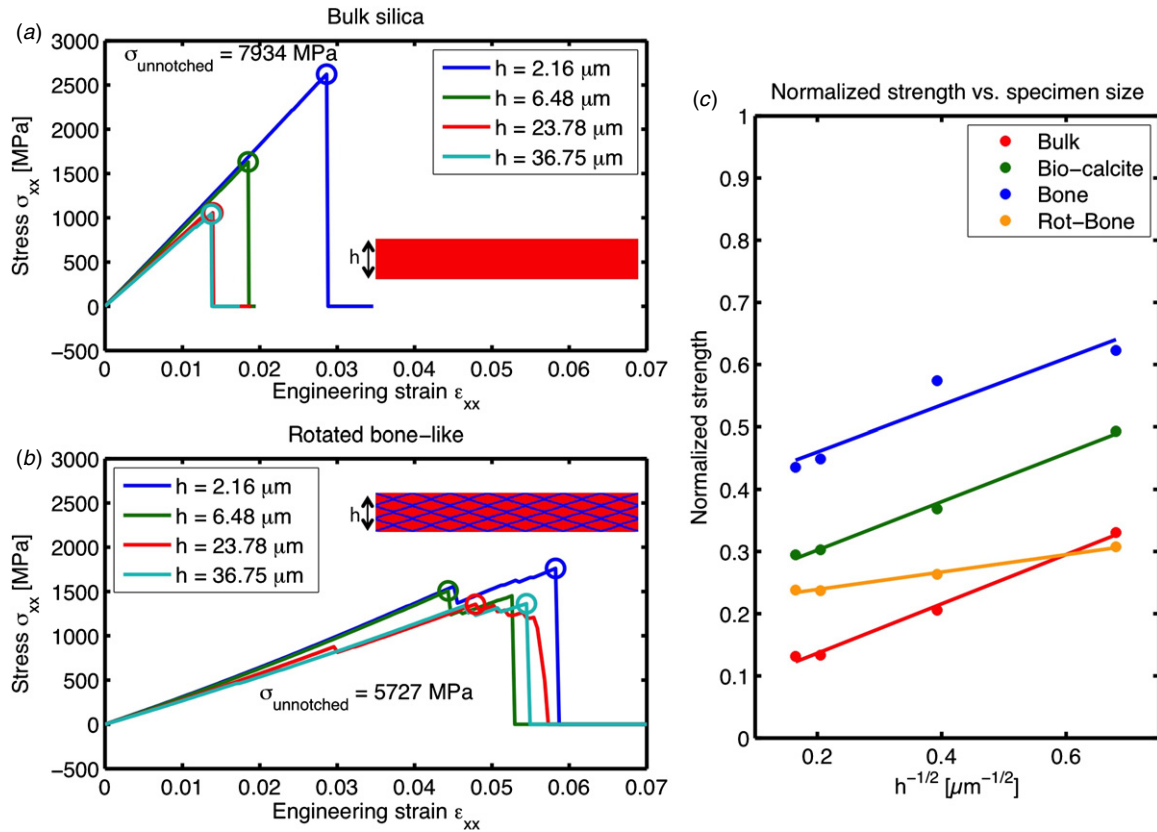 (a)
Bulk silica
σunnotched = 7934 MPa
h = 2.16 μm
h = 6.48 μm
h = 23.78 μm
h = 36.75 μm
h
Stress σxx [MPa]
3000
2500
2000
1500
1000
500
0
−500
0 0.01 0.02 0.03 0.04 0.05 0.06 0.07
Engineering strain εxx
(b)
Rotated bone-like
h = 2.16 μm
h = 6.48 μm
h = 23.78 μm
h = 36.75 μm
h
σunnotched = 5727 MPa
Stress σxx [MPa]
3000
2500
2000
1500
1000
500
0
−500
0 0.01 0.02 0.03 0.04 0.05 0.06 0.07
Engineering strain εxx
(c)
Normalized strength vs. specimen size
Bulk
Bio−calcite
Bone
Rot−Bone
Normalized strength
1
0.9
0.8
0.7
0.6
0.5
0.4
0.3
0.2
0.1
0
0.2 0.4 0.6
h−1/2 [μm−1/2]